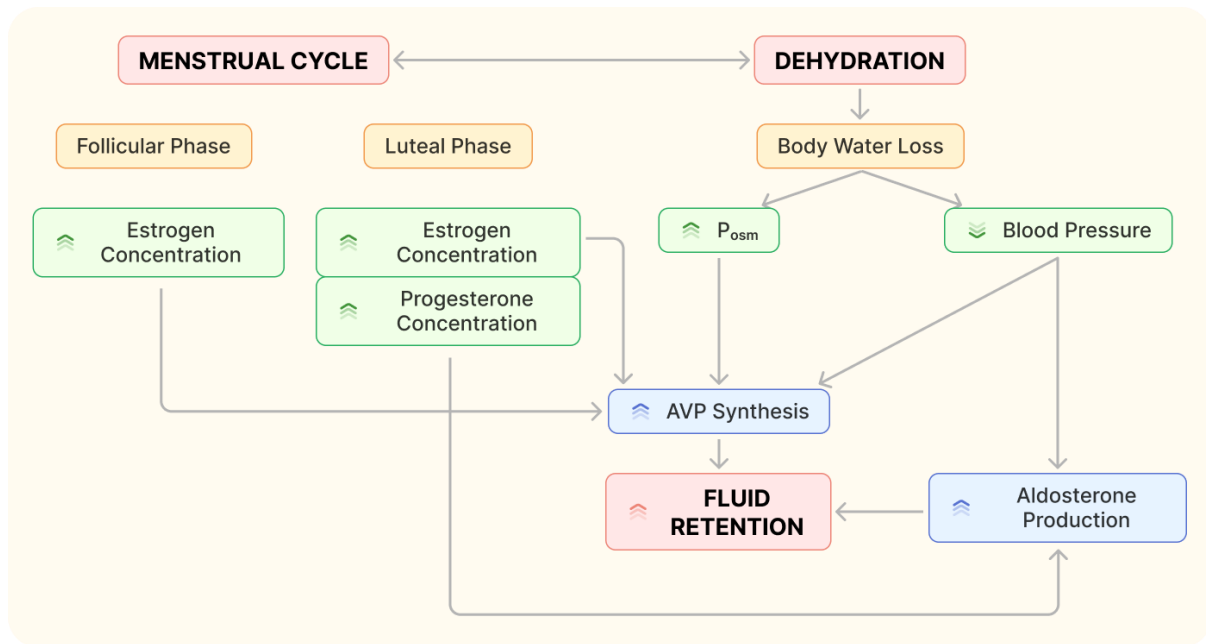 MENSTRUAL CYCLE
DEHYDRATION
Follicular Phase
Luteal Phase
Body Water Loss
Estrogen
Concentration
Estrogen
Concentration
Progesterone
Concentration
Posm
Blood Pressure
AVP Synthesis
FLUID
RETENTION
Aldosterone
Production